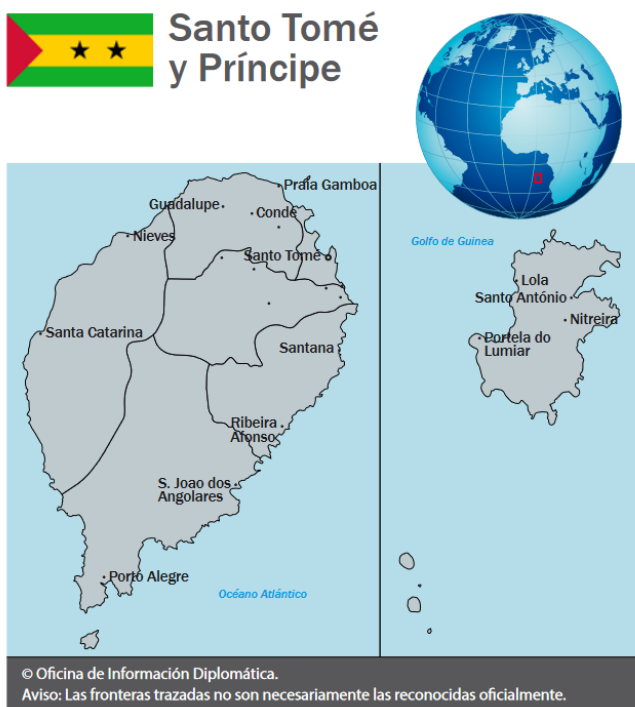 Santo Tomé
y Príncipe
Praia Gamboa
Guadalupe
Conde
Nieves
Santo Tomé
Santa Catarina
Santana
Ribeira
Afonso
S. Joao dos
Angolares
Porto Alegre
Océano Atlántico
Golfo de Guinea
Lola
Santo António
Nitreira
Portela do
Lumiar
© Oficina de Información Diplomática.
Aviso: Las fronteras trazadas no son necesariamente las reconocidas oficialmente.